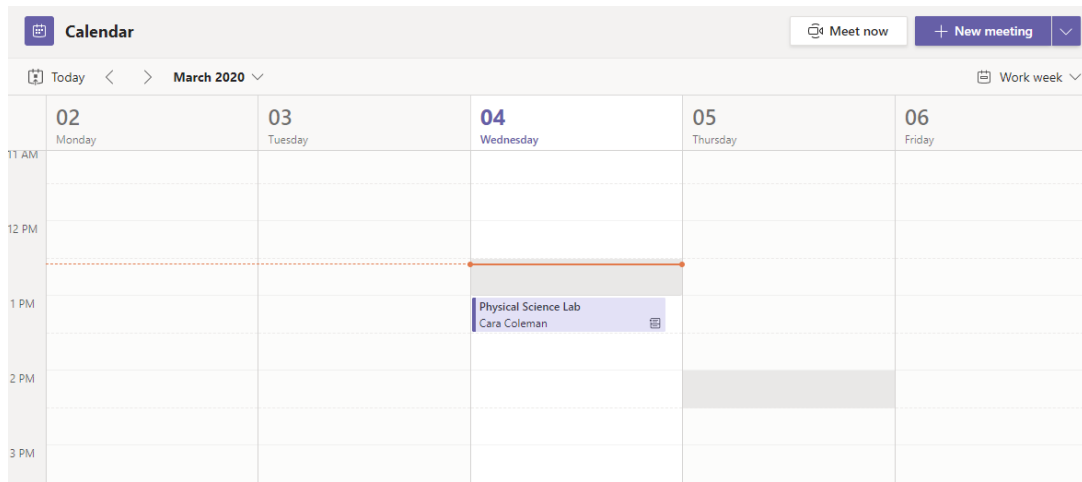 Calendar
Meet now
New meeting
Today
March 2020
Work week
02
Monday
03
Tuesday
04
Wednesday
05
Thursday
06
Friday
11 AM
12 PM
1 PM
Physical Science Lab
Cara Coleman
2 PM
3 PM